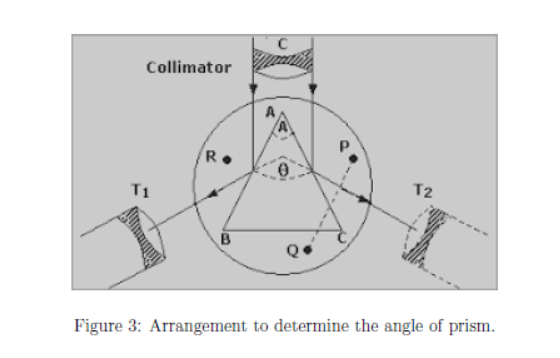 C
Collimator
A
A
R
P
θ
T1
T2
B
C
Q
Figure 3: Arrangement to determine the angle of prism.